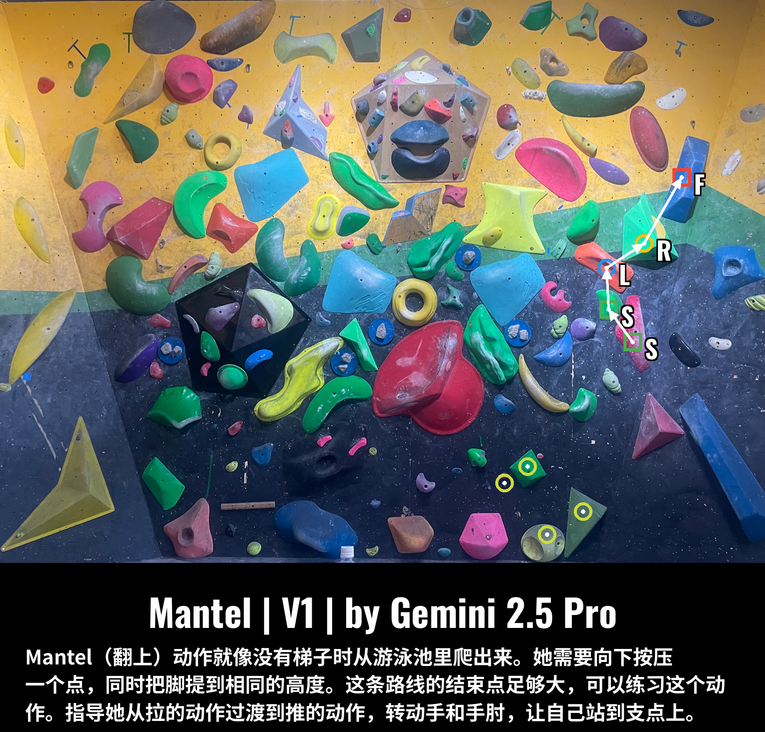 F
R
L
S
S
Mantel | V1 | by Gemini 2.5 Pro
Mantel（翻上）动作就像没有梯子时从游泳池里爬出来。她需要向下按压
一个点，同时把脚提到相同的高度。这条路线的结束点足够大，可以练习这个动
作。指导她从拉的动作过渡到推的动作，转动手和手肘，让自己站到支点上。